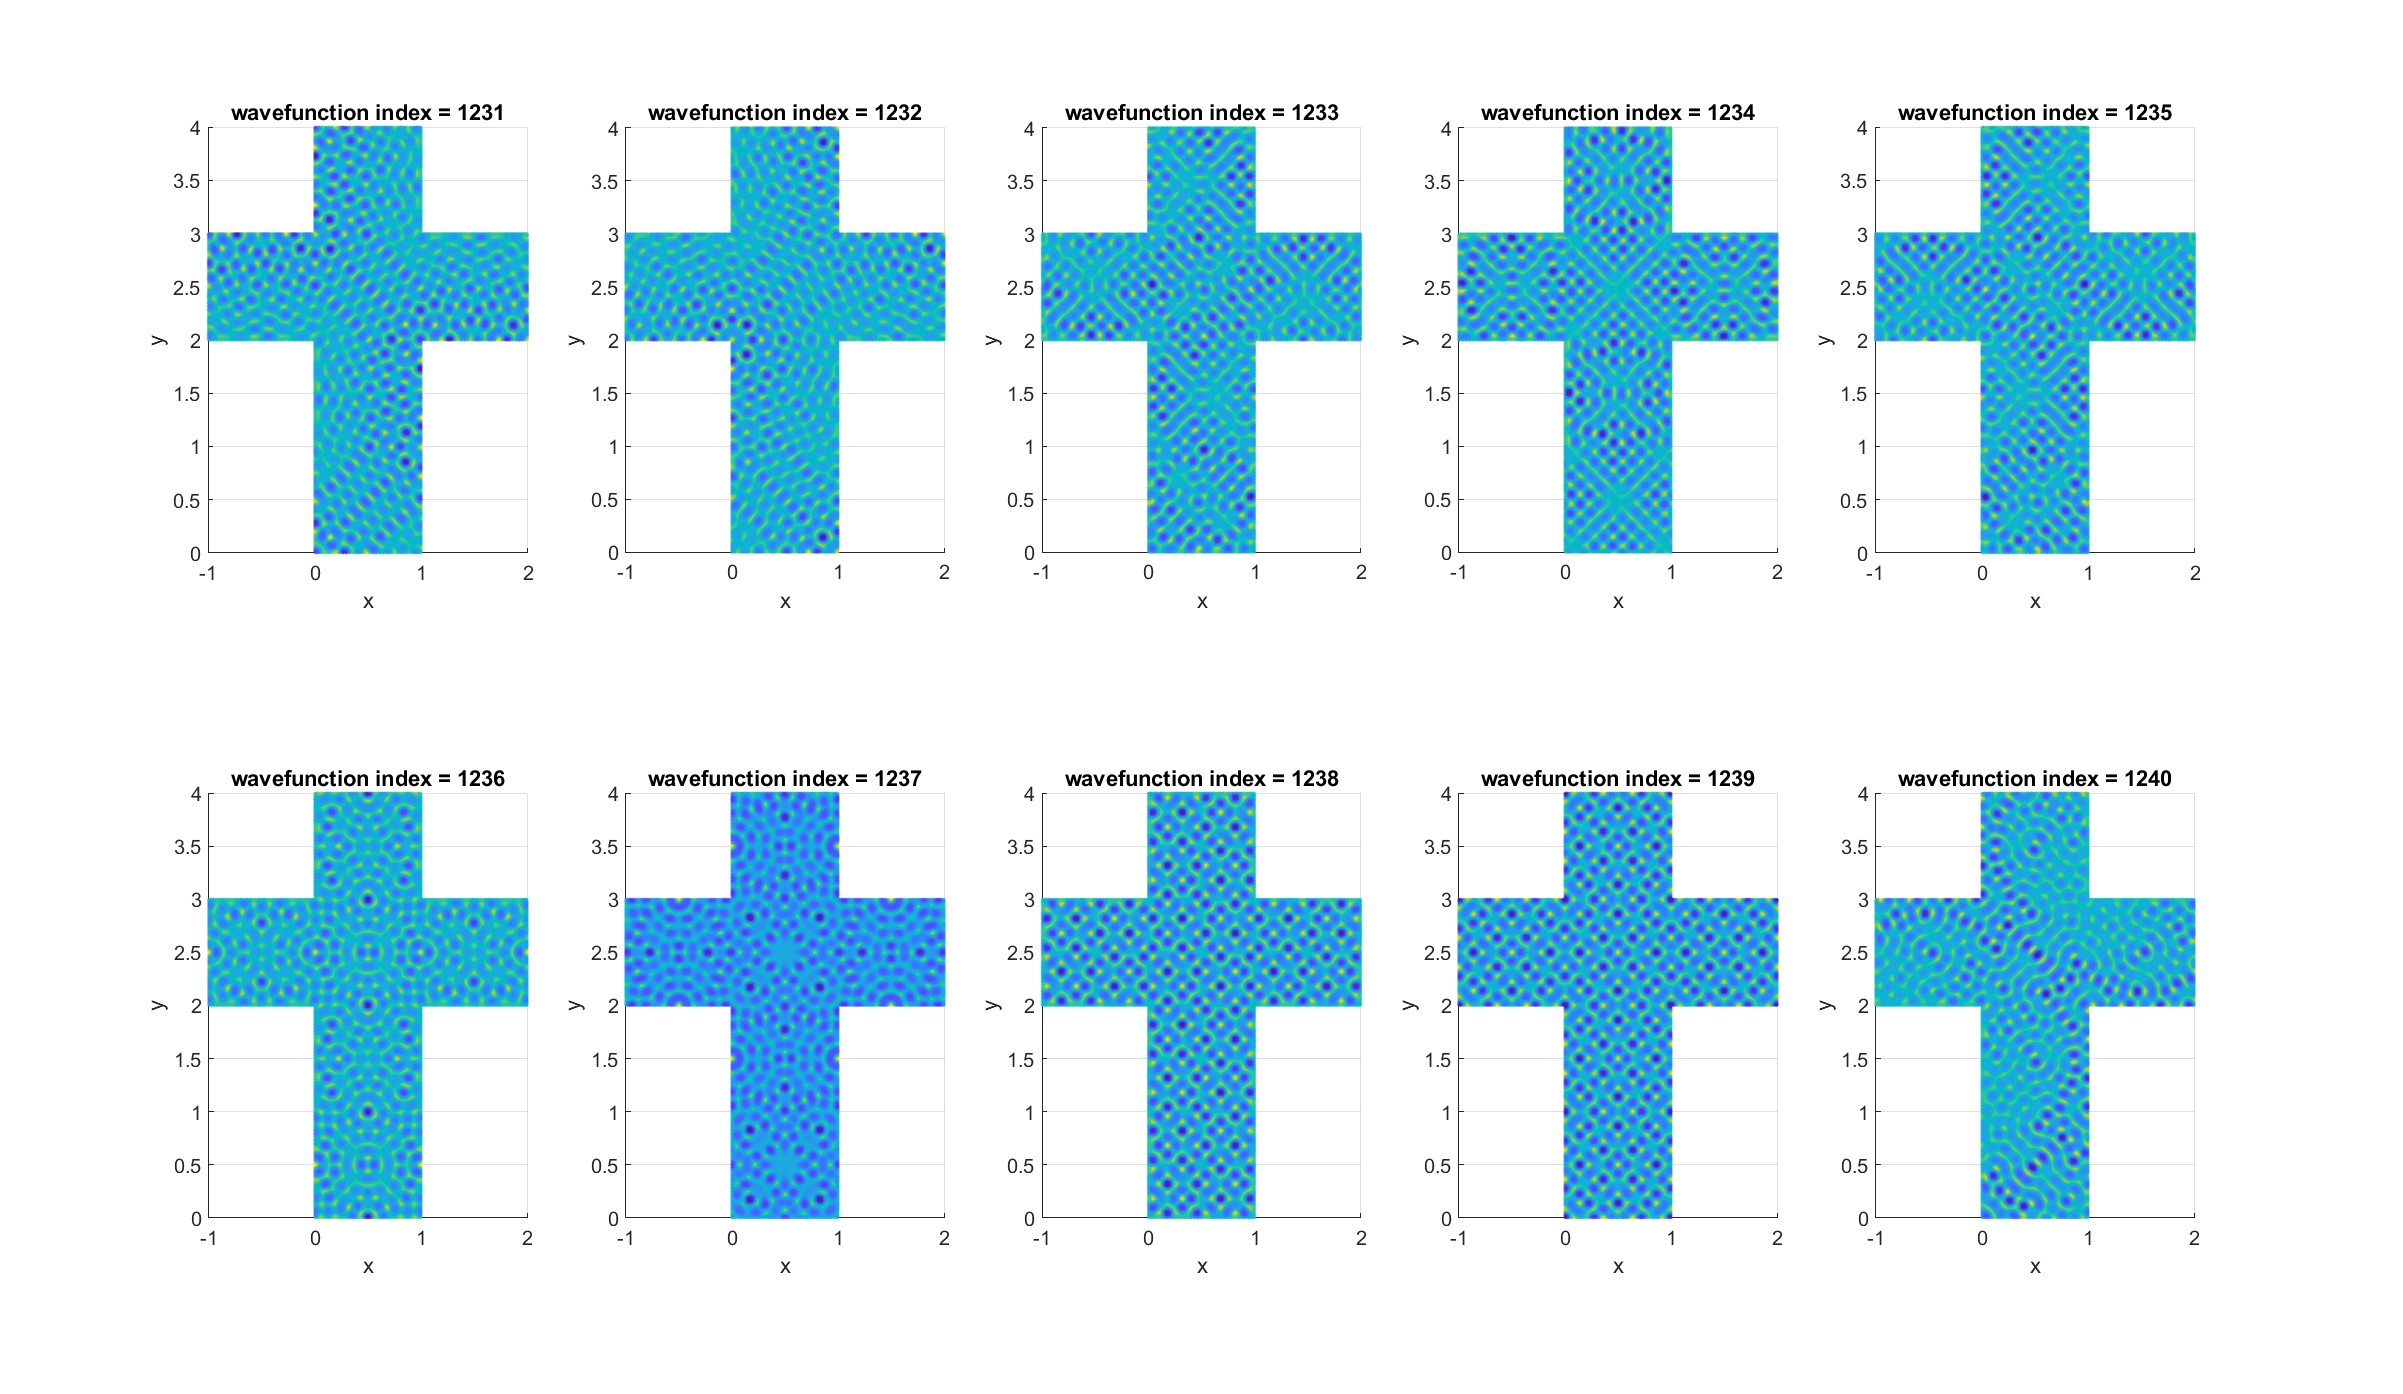 wavefunction index = 1231
wavefunction index = 1232
wavefunction index = 1233
wavefunction index = 1234
wavefunction index = 1235
4 4 4 4 4
3.5 3.5 3.5 3.5 3.5
3 3 3 3 3
2.5 2.5 2.5 2.5 2.5
y y y y y
2 2 2 2 2
1.5 1.5 1.5 1.5 1.5
1 1 1 1 1
0.5 0.5 0.5 0.5 0.5
0 0 0 0 0
-1 0 1 2 -1 0 1 2 -1 0 1 2 -1 0 1 2 -1 0 1 2
x x x x x
wavefunction index = 1236
wavefunction index = 1237
wavefunction index = 1238
wavefunction index = 1239
wavefunction index = 1240
4 4 4 4 4
3.5 3.5 3.5 3.5 3.5
3 3 3 3 3
2.5 2.5 2.5 2.5 2.5
y y y y y
2 2 2 2 2
1.5 1.5 1.5 1.5 1.5
1 1 1 1 1
0.5 0.5 0.5 0.5 0.5
0 0 0 0 0
-1 0 1 2 -1 0 1 2 -1 0 1 2 -1 0 1 2 -1 0 1 2
x x x x x